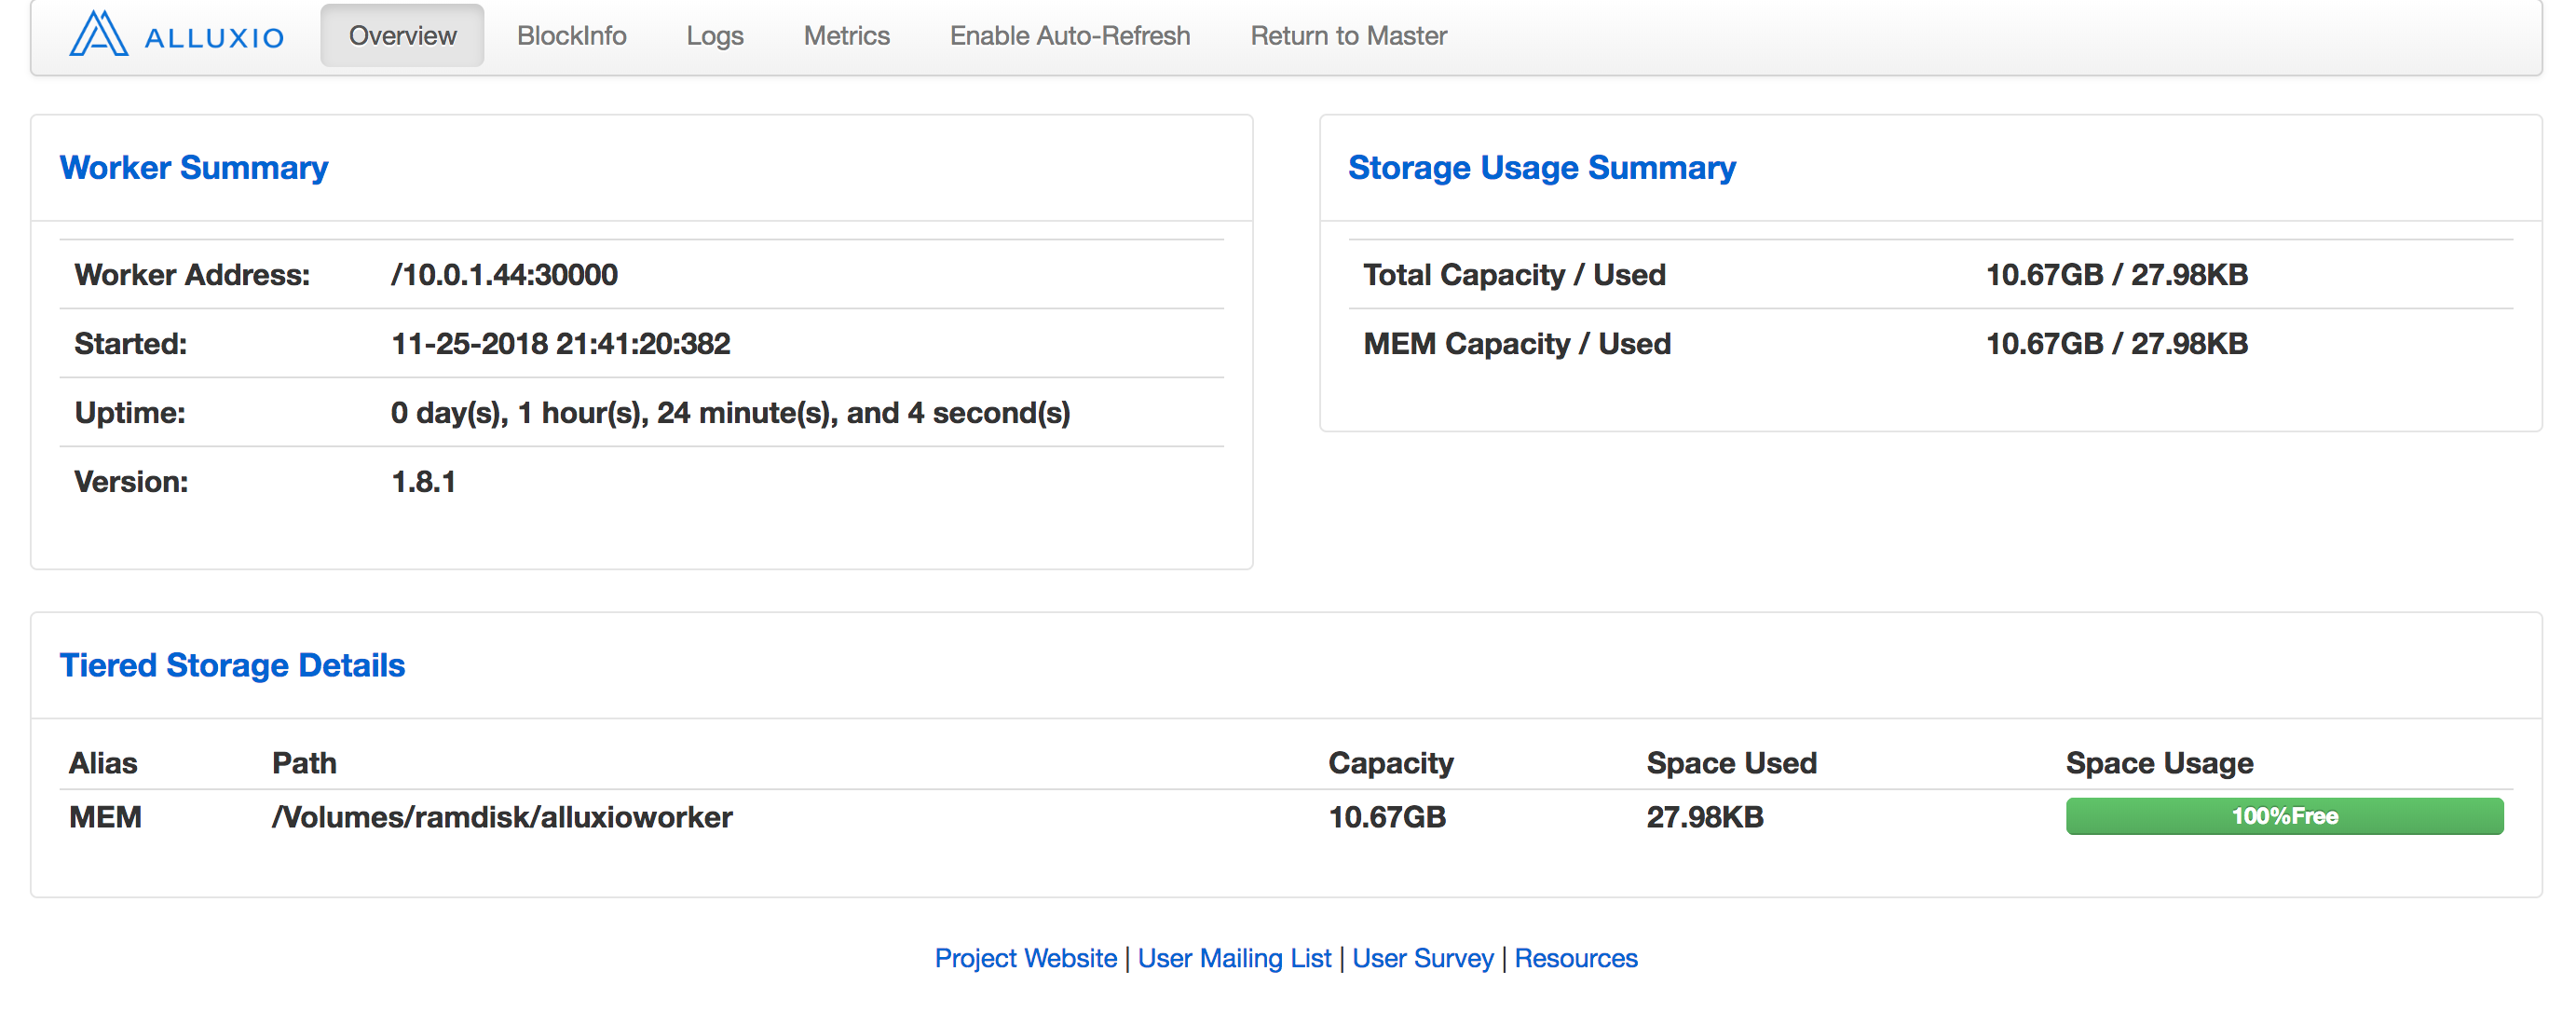 ALLUXIO Overview BlockInfo Logs Metrics Enable Auto-Refresh Return to Master
Worker Summary
Worker Address: /10.0.1.44:30000
Started: 11-25-2018 21:41:20:382
Uptime: 0 day(s), 1 hour(s), 24 minute(s), and 4 second(s)
Version: 1.8.1
Storage Usage Summary
Total Capacity / Used 10.67GB / 27.98KB
MEM Capacity / Used 10.67GB / 27.98KB
Tiered Storage Details
Alias Path Capacity Space Used Space Usage
MEM /Volumes/ramdisk/alluxioworker 10.67GB 27.98KB 100%Free
Project Website | User Mailing List | User Survey | Resources